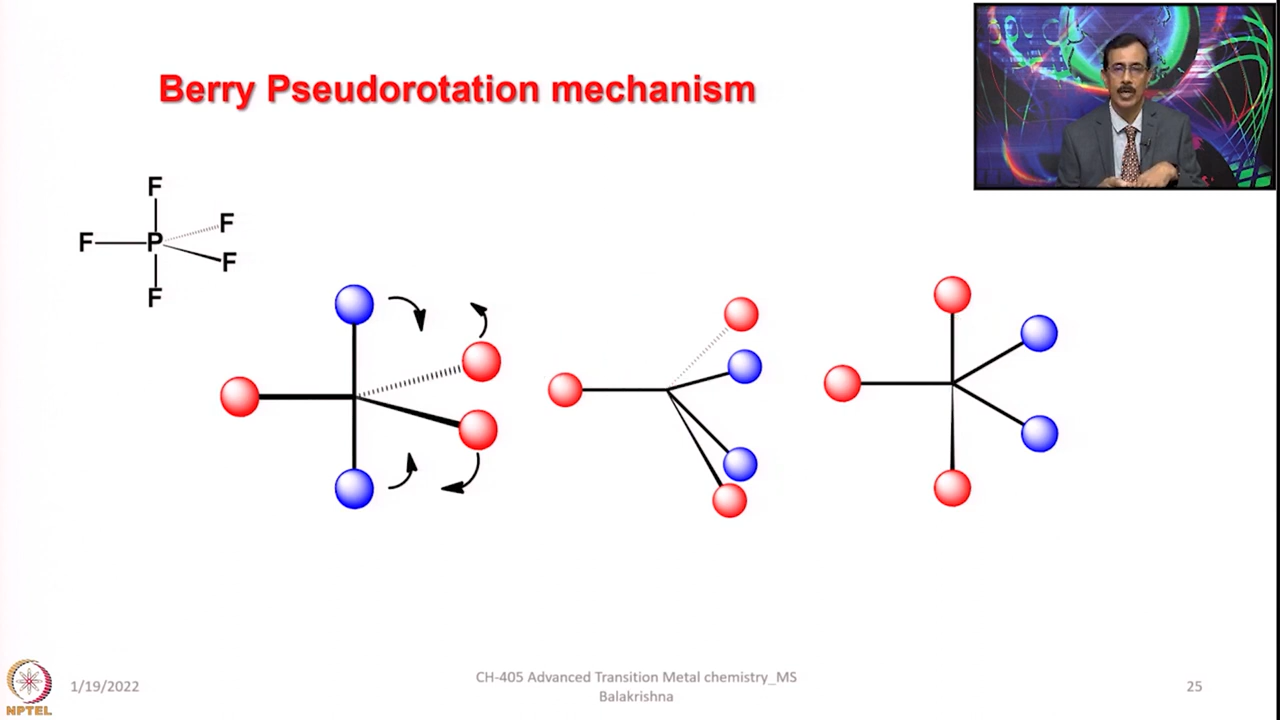 Berry Pseudorotation mechanism
F
F
F P
F
F
NPTEL
1/19/2022
CH-405 Advanced Transition Metal chemistry_MS
Balakrishna
25